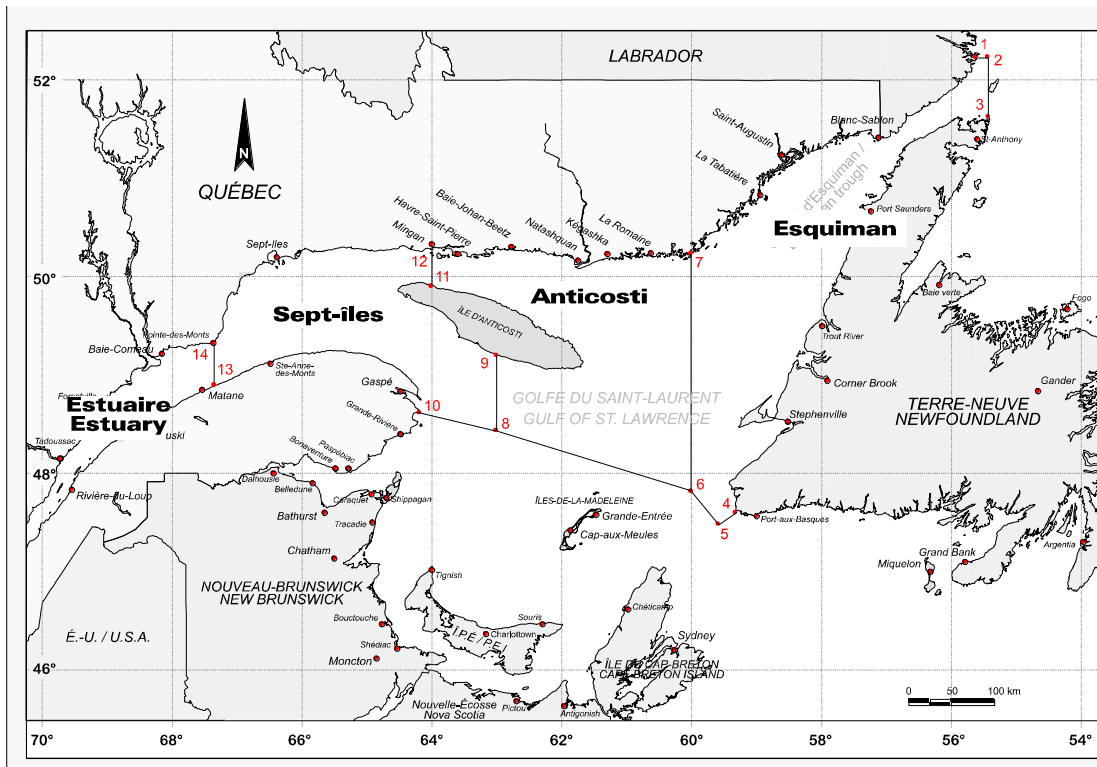 LABRADOR
1
2
52°
3
Blanc-Sablon
Saint-Augustin
St-Anthony
La Tabatière
N
QUÉBEC
d'Esquiman /
an trough
Port Saunders
Esquiman
Baie-Johan-Beetz
Havre-Saint-Pierre
Mingan
Natashquan
Kégashka
La Romaine
Sept-Iles
12
7
11
50°
Baie verte
Anticosti
Fogo
Sept-îles
ÎLE D'ANTICOSTI
Trout River
Pointe-des-Monts
Baie-Comeau
14
9
Ste-Anne-
des-Monts
13
Matane
Gaspé
Corner Brook
Gander
GOLFE DU SAINT-LAURENT
GULF OF ST. LAWRENCE
TERRE-NEUVE
NEWFOUNDLAND
Estuaire
Estuary
10
8
Stephenville
Grande-Rivière
uski
Tadoussac
Paspébiac
Bonaventure
48°
Dalhousie
Belledune
Rivière-du-Loup
6
4
5
Caraquet
Shippagan
ÎLES-DE-LA-MADELEINE
Grande-Entrée
Port-aux-Basques
Bathurst
Tracadie
Cap-aux-Meules
Argentia
Chatham
Grand Bank
Miquelon
Tignish
NOUVEAU-BRUNSWICK
NEW BRUNSWICK
Chéticamp
Bouctouche
Souris
É.-U. / U.S.A.
Î.P.É / P.E.I
Charlottown
Shédiac
Sydney
Moncton
46°
ÎLE DU CAP-BRETON
CAPE BRETON ISLAND
0 50 100 km
Nouvelle-Écosse
Nova Scotia
Pictou
Antigonish
70° 68° 66° 64° 62° 60° 58° 56° 54°